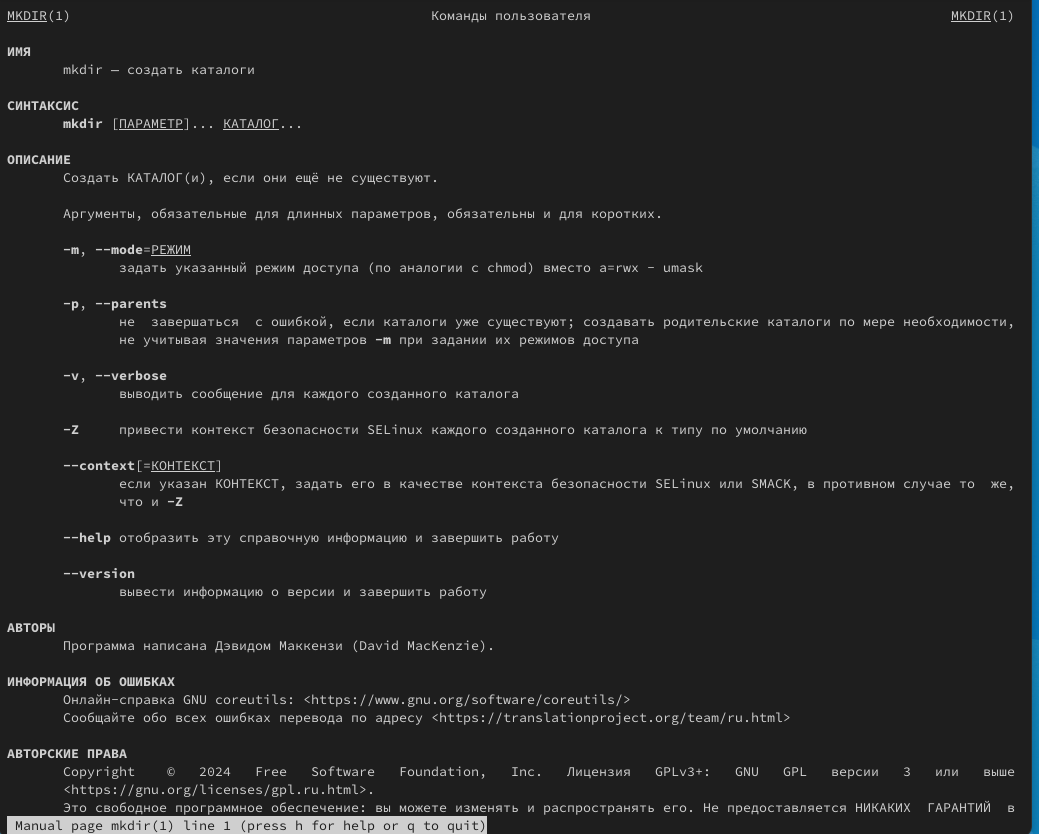 MKDIR(1) Команды пользователя MKDIR(1)
ИМЯ
mkdir — создать каталоги
СИНТАКСИС
mkdir [ПАРАМЕТР]... КАТАЛОГ...
ОПИСАНИЕ
Создать КАТАЛОГ(и), если они ещё не существуют.
Аргументы, обязательные для длинных параметров, обязательны и для коротких.
-m, --mode=РЕЖИМ
задать указанный режим доступа (по аналогии с chmod) вместо a=rwx - umask
-p, --parents
не завершаться с ошибкой, если каталоги уже существуют; создавать родительские каталоги по мере необходимости,
не учитывая значения параметров -m при задании их режимов доступа
-v, --verbose
выводить сообщение для каждого созданного каталога
-Z привести контекст безопасности SELinux каждого созданного каталога к типу по умолчанию
--context[=КОНТЕКСТ]
если указан КОНТЕКСТ, задать его в качестве контекста безопасности SELinux или SMACK, в противном случае то же,
что и -Z
--help отобразить эту справочную информацию и завершить работу
--version
вывести информацию о версии и завершить работу
АВТОРЫ
Программа написана Дэвидом Маккензи (David MacKenzie).
ИНФОРМАЦИЯ ОБ ОШИБКАХ
Онлайн-справка GNU coreutils: <https://www.gnu.org/software/coreutils/>
Сообщайте обо всех ошибках перевода по адресу <https://translationproject.org/team/ru.html>
АВТОРСКИЕ ПРАВА
Copyright © 2024 Free Software Foundation, Inc. Лицензия GPLv3+: GNU GPL версии 3 или выше
<https://gnu.org/licenses/gpl.ru.html>.
Это свободное программное обеспечение: вы можете изменять и распространять его. Не предоставляется НИКАКИХ ГАРАНТИЙ в
Manual page mkdir(1) line 1 (press h for help or q to quit)